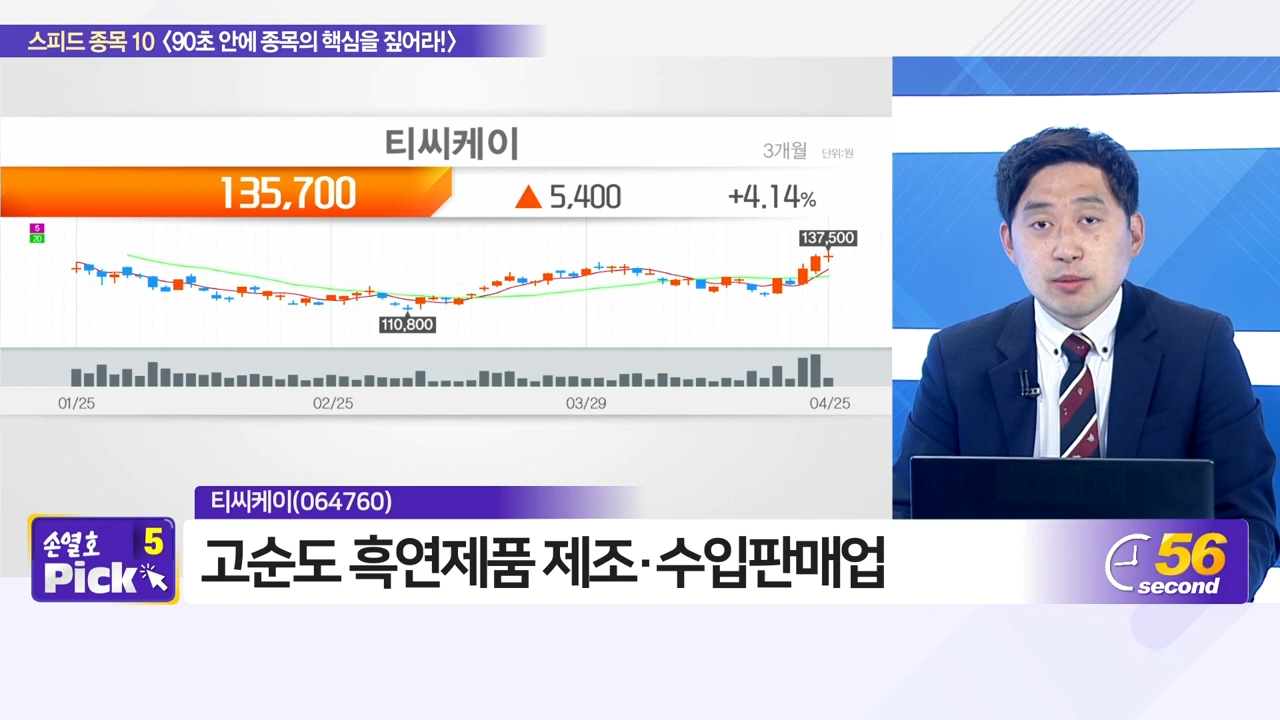 스피드 종목 10 <90초 안에 종목의 핵심을 짚어라!>
티씨케이
3개월 단위:원
135,700 ▲ 5,400 +4.14%
5
20
137,500
110,800
01/25 02/25 03/29 04/25
티씨케이(064760)
손열호 5
Pick
고순도 흑연제품 제조·수입판매업
56
second